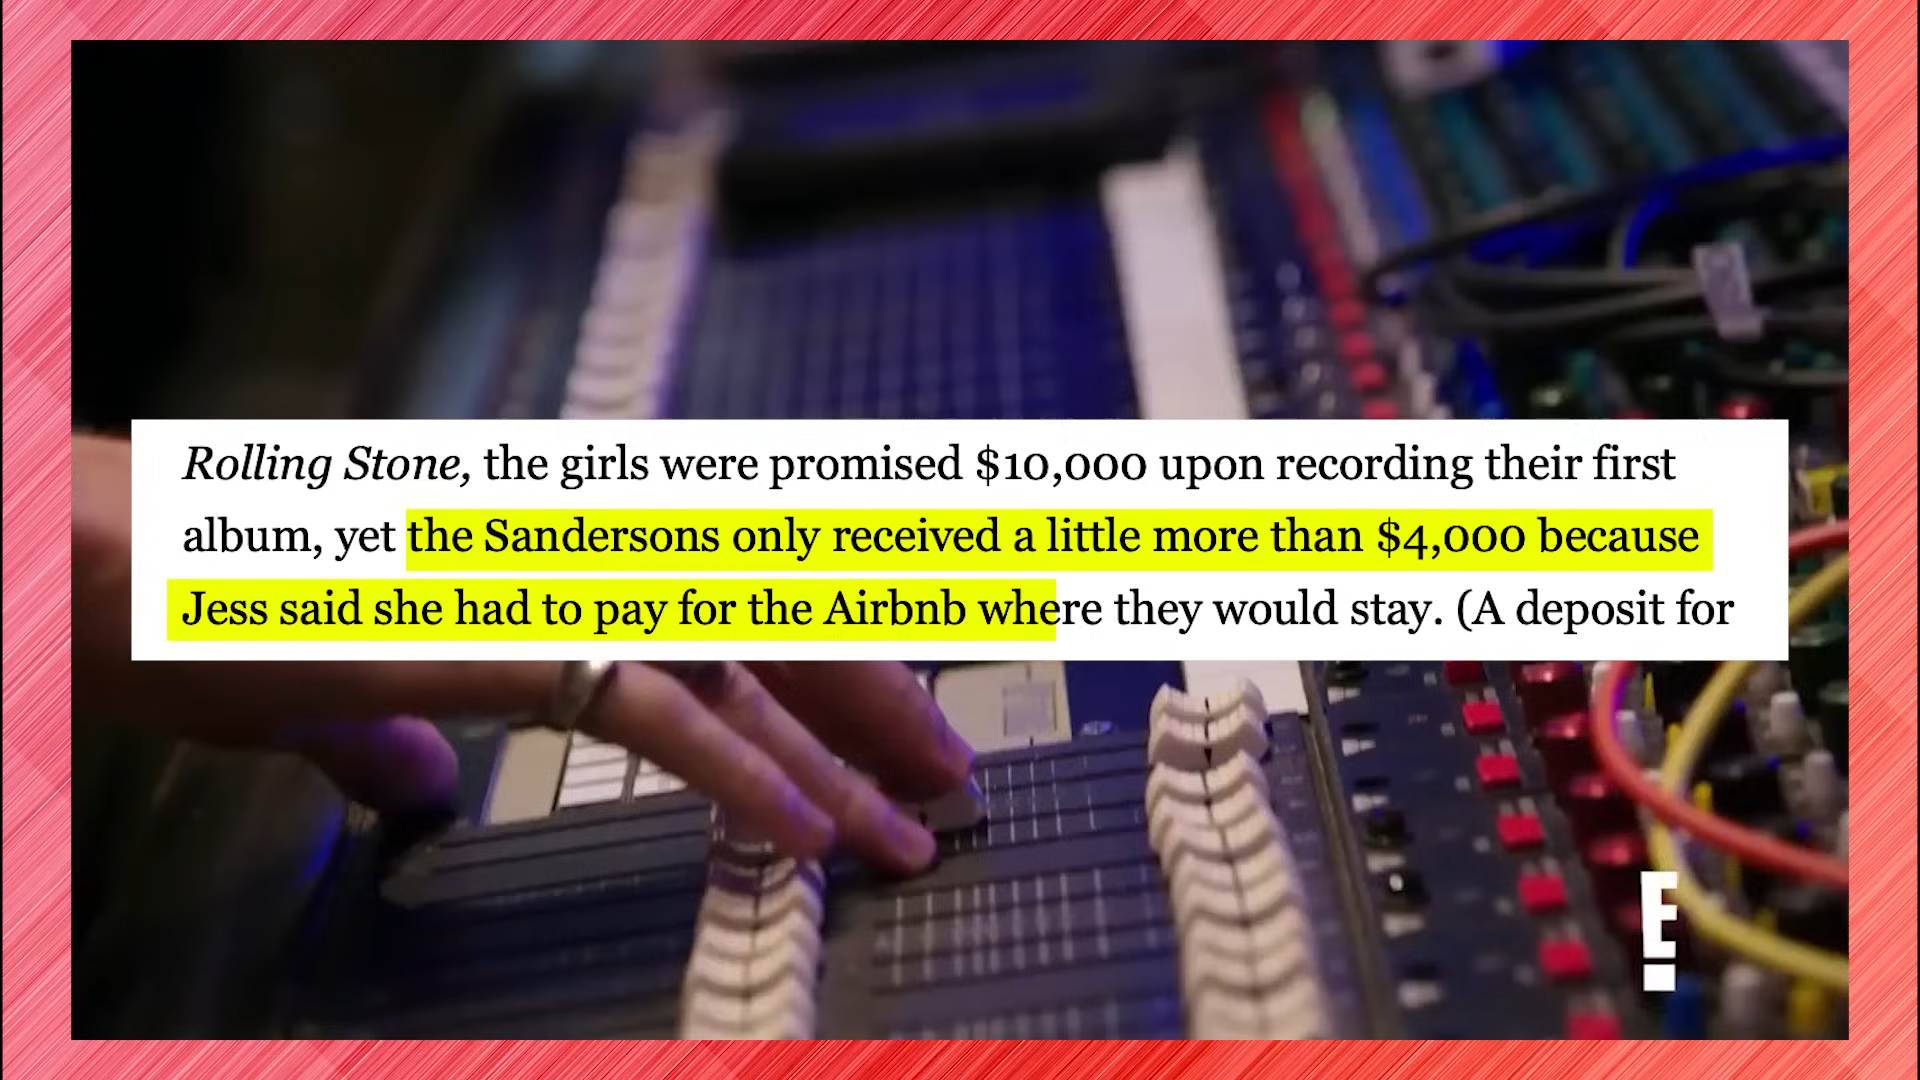 Rolling Stone, the girls were promised $10,000 upon recording their first
album, yet the Sandersons only received a little more than $4,000 because
Jess said she had to pay for the Airbnb where they would stay. (A deposit for
E!